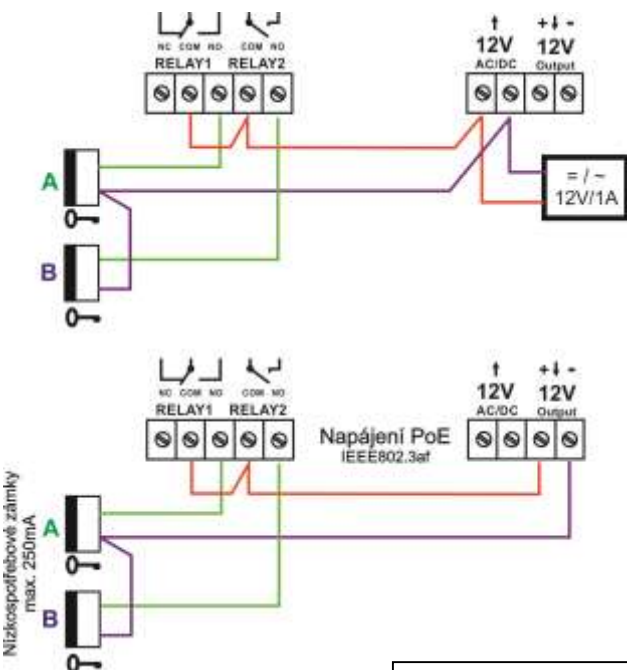 NC COM NO COM NO
RELAY1 RELAY2
12V
AC/DC
+ -
12V
Output
A
B
= / ~
12V/1A
NC COM NO COM NO
RELAY1 RELAY2
Napájení PoE
IEEE802.3af
12V
AC/DC
+ -
12V
Output
Nízkospotřebové zámky
max. 250mA
A
B